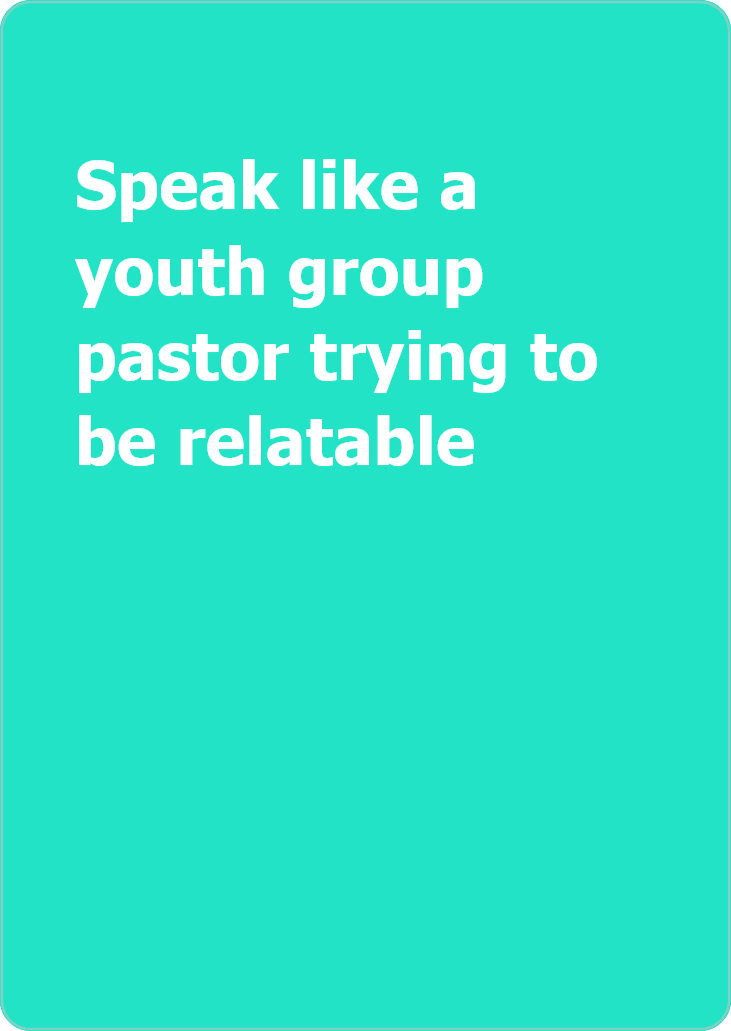 Speak like a
youth group
pastor trying to
be relatable